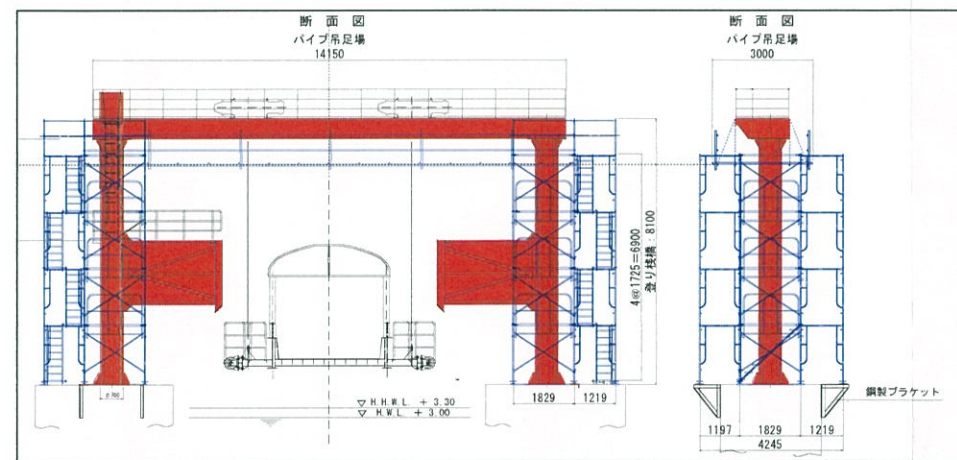 断面図
パイプ吊足場
14150
4@1725=6900
登り桟橋:8100
H.H.W.L. + 3.30
H.W.L. + 3.00
1829
1219
断面図
パイプ吊足場
3000
鋼製ブラケット
1197
1829
1219
4245